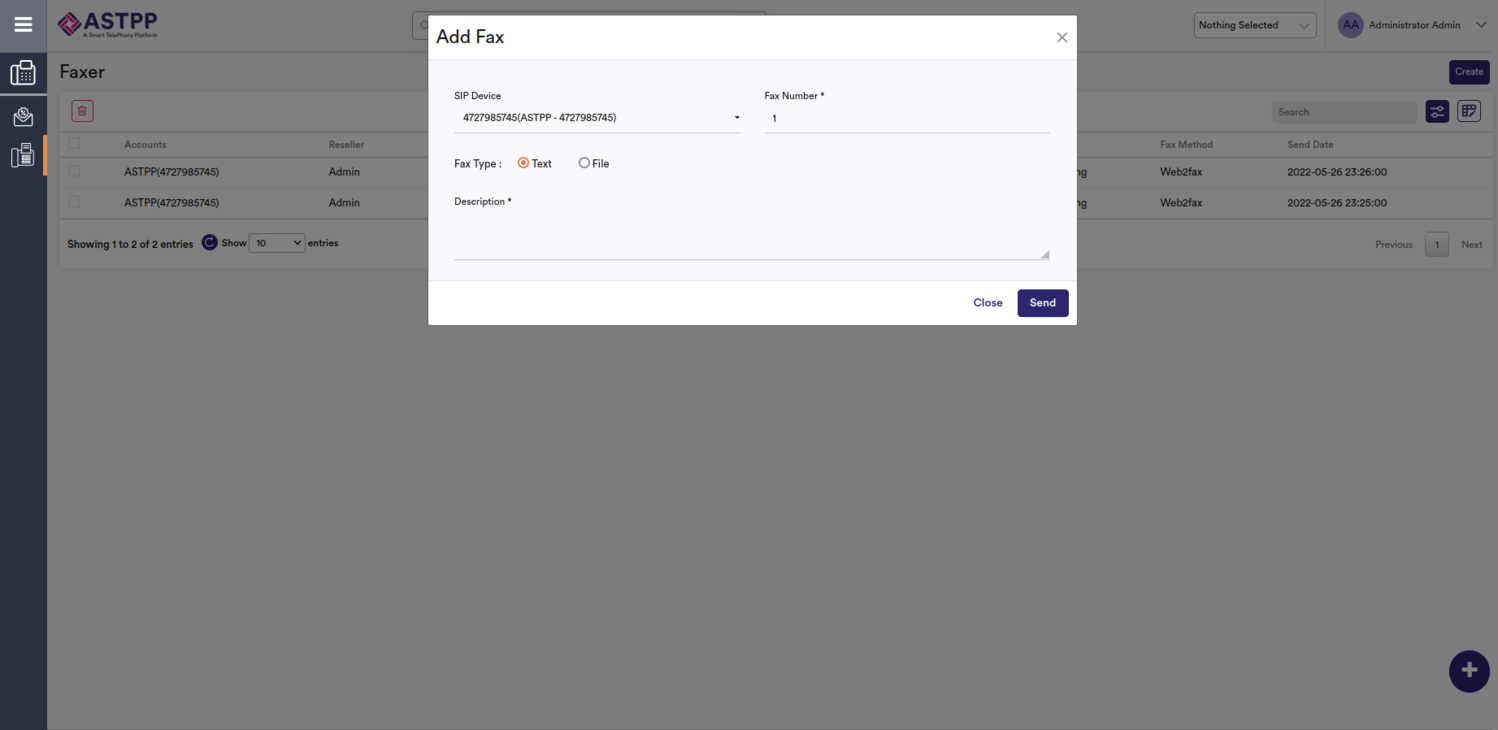 ASTPP
A Smart TelePhony Platform
Nothing Selected
AA
Administrator Admin
Add Fax
Faxer
Create
SIP Device
Fax Number *
4727985745(ASTPP - 4727985745)
1
Search
Accounts
Reseller
Fax Method
Send Date
Fax Type :
Text
File
ASTPP(4727985745)
Admin
ng
Web2fax
2022-05-26 23:26:00
Description *
ASTPP(4727985745)
Admin
ng
Web2fax
2022-05-26 23:25:00
Showing 1 to 2 of 2 entries
Show
10
entries
Previous
1
Next
Close
Send